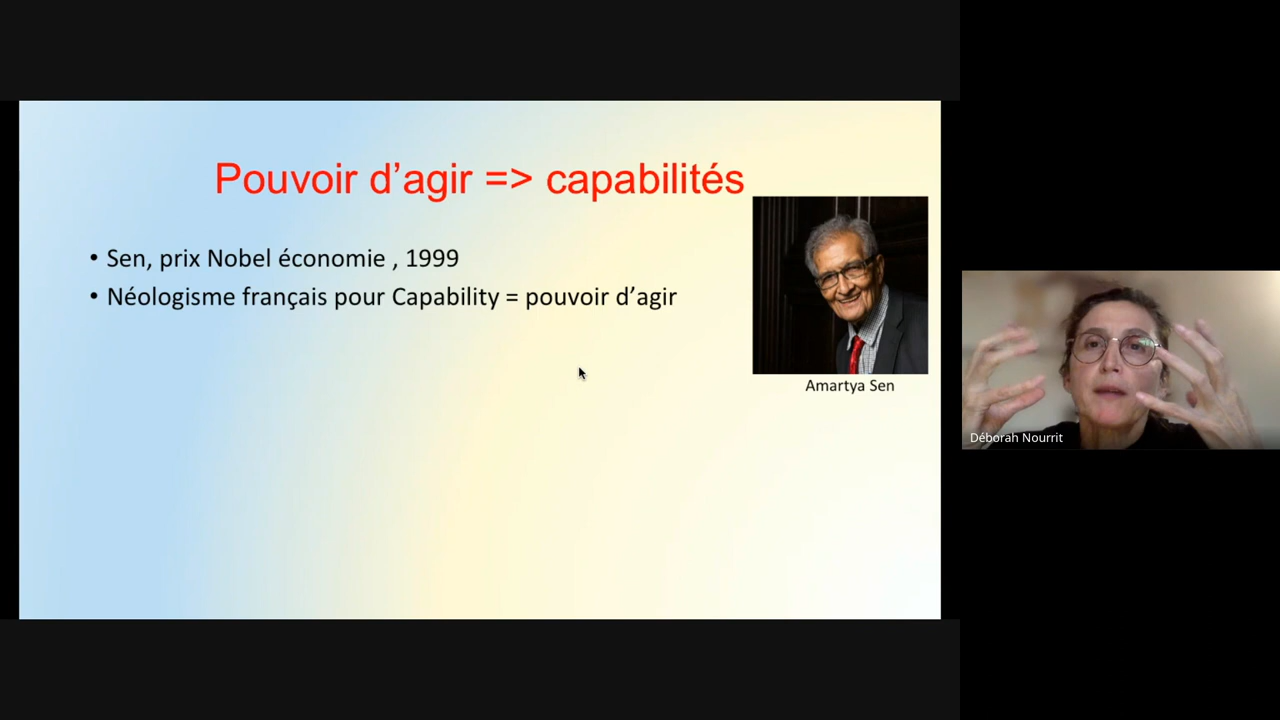 Pouvoir d’agir => capabilités
• Sen, prix Nobel économie , 1999
• Néologisme français pour Capability = pouvoir d’agir
Amartya Sen
Déborah Nourrit